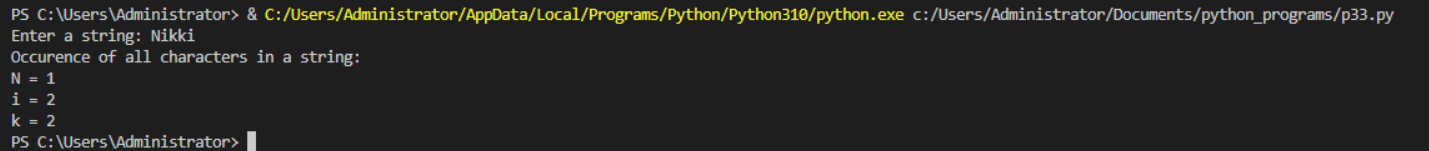 PS C:\Users\Administrator> & C:/Users/Administrator/AppData/Local/Programs/Python/Python310/python.exe c:/Users/Administrator/Documents/python_programs/p33.py
Enter a string: Nikki
Occurence of all characters in a string:
N = 1
i = 2
k = 2
PS C:\Users\Administrator>